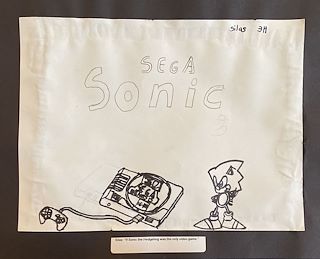 silas 3H
SEGA
Sonic
Silas: "If Sonic the Hedgehog was the only video game."